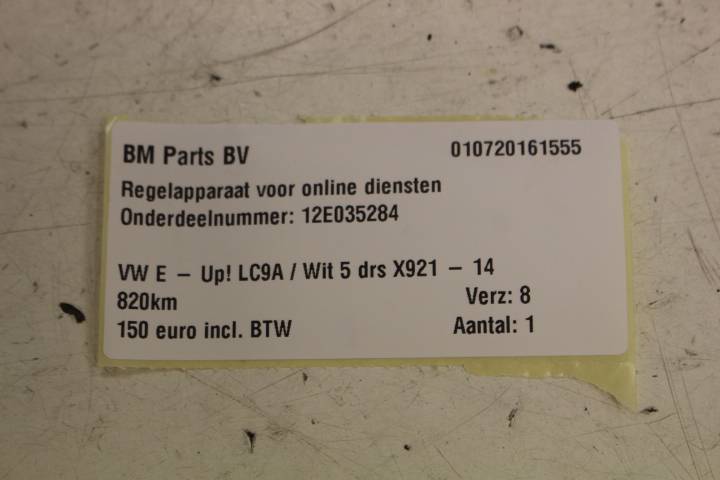 BM Parts BV 010720161555
Regelapparaat voor online diensten
Onderdeelnummer: 12E035284
VW E – Up! LC9A / Wit 5 drs X921 – 14
820km Verz: 8
150 euro incl. BTW Aantal: 1